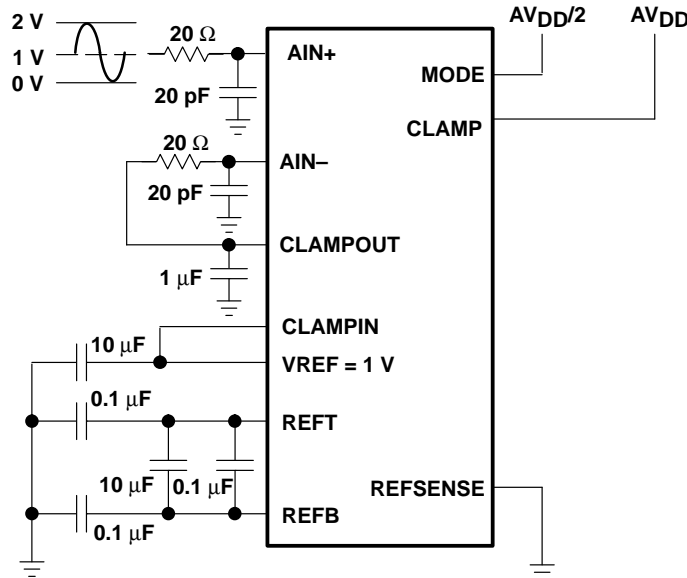 AVDD/2 AVDD
2 V
1 V
0 V
20 Ω
AIN+
MODE
20 pF
CLAMP
20 Ω
AIN–
20 pF
CLAMPOUT
1 μF
CLAMPIN
10 μF
VREF = 1 V
0.1 μF
REFT
10 μF
0.1 μF
REFSENSE
REFB
0.1 μF